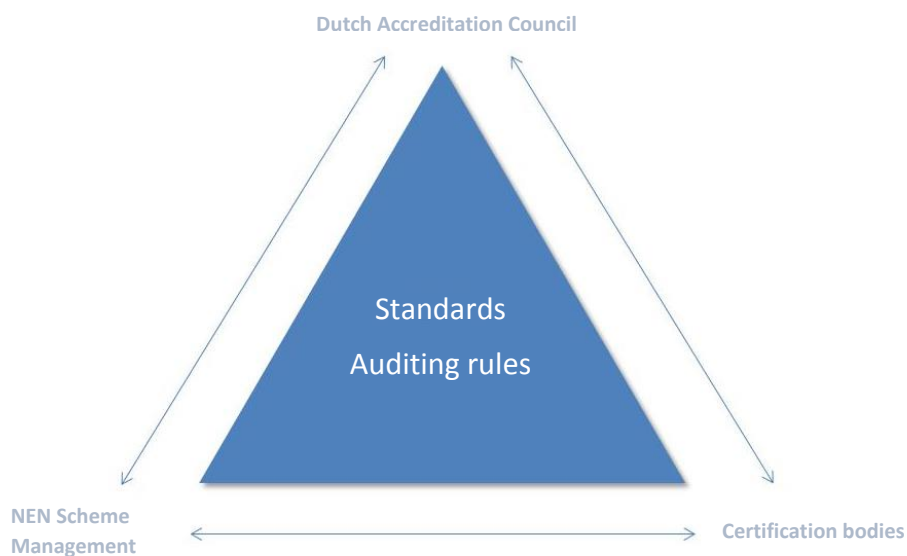 Dutch Accreditation Council
Standards
Auditing rules
NEN Scheme
Management
Certification bodies